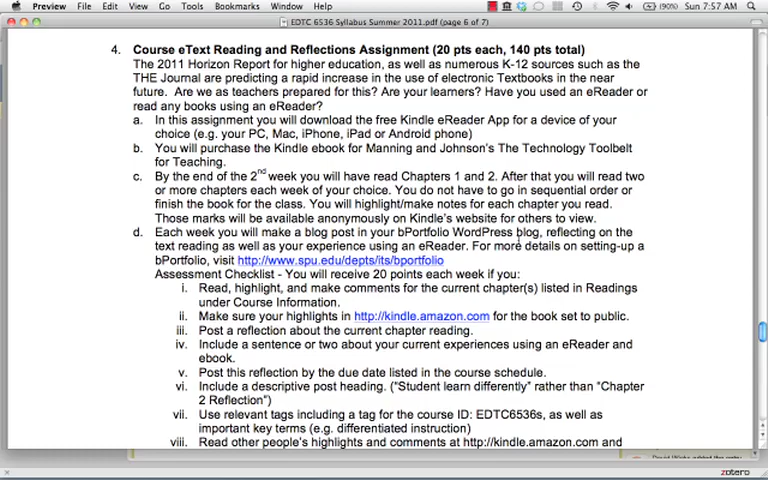 Preview File Edit View Go Tools Bookmarks Window Help (90%) Sun 7:57 AM
EDTC 6536 Syllabus Summer 2011.pdf (page 6 of 7)
4. Course eText Reading and Reflections Assignment (20 pts each, 140 pts total)
The 2011 Horizon Report for higher education, as well as numerous K-12 sources such as the
THE Journal are predicting a rapid increase in the use of electronic Textbooks in the near
future. Are we as teachers prepared for this? Are your learners? Have you used an eReader or
read any books using an eReader?
a. In this assignment you will download the free Kindle eReader App for a device of your
choice (e.g. your PC, Mac, iPhone, iPad or Android phone)
b. You will purchase the Kindle ebook for Manning and Johnson's The Technology Toolbelt
for Teaching.
c. By the end of the 2nd week you will have read Chapters 1 and 2. After that you will read two
or more chapters each week of your choice. You do not have to go in sequential order or
finish the book for the class. You will highlight/make notes for each chapter you read.
Those marks will be available anonymously on Kindle's website for others to view.
d. Each week you will make a blog post in your bPortfolio WordPress blog, reflecting on the
text reading as well as your experience using an eReader. For more details on setting-up a
bPortfolio, visit http://www.spu.edu/depts/its/bportfolio
Assessment Checklist - You will receive 20 points each week if you:
i. Read, highlight, and make comments for the current chapter(s) listed in Readings
under Course Information.
ii. Make sure your highlights in http://kindle.amazon.com for the book set to public.
iii. Post a reflection about the current chapter reading.
iv. Include a sentence or two about your current experiences using an eReader and
ebook.
v. Post this reflection by the due date listed in the course schedule.
vi. Include a descriptive post heading. ("Student learn differently" rather than "Chapter
2 Reflection")
vii. Use relevant tags including a tag for the course ID: EDTC6536s, as well as
important key terms (e.g. differentiated instruction)
viii. Read other people's highlights and comments at http://kindle.amazon.com and
zotero